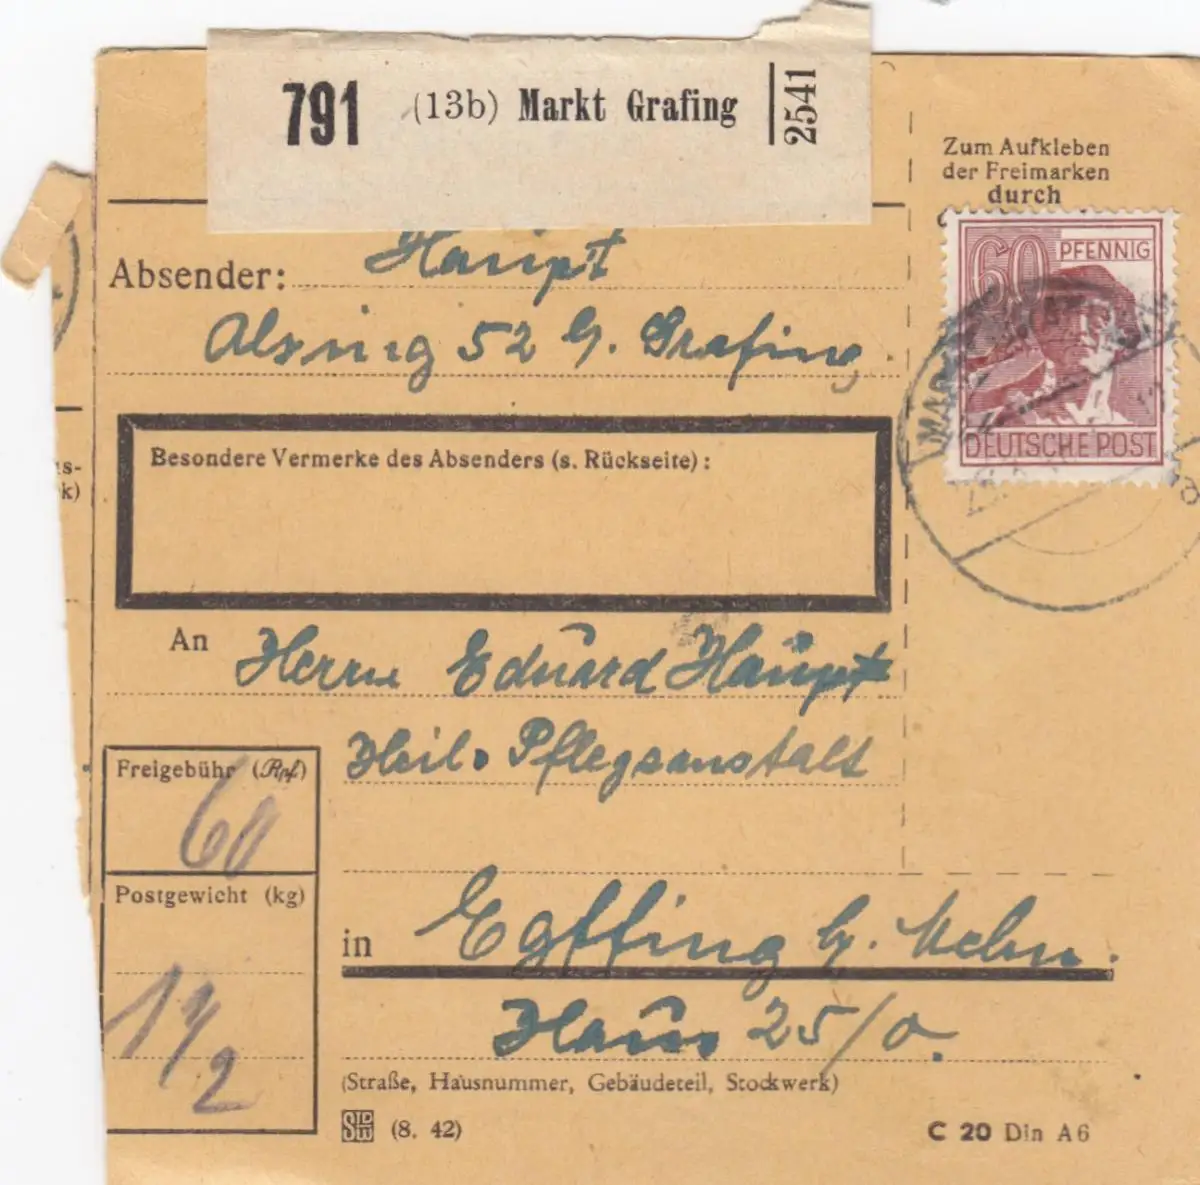 791 (13b) Markt Grafing 2541
Zum Aufkleben
der Freimarken
durch
60 PFENNIG
DEUTSCHE POST
Absender: Haupt
52 b. Grafing.
s-
k)
Besondere Vermerke des Absenders (s. Rückseite):
An Herrn Eduard Haupt
Heil. Pflegsanstalt
Freigebühr (Rpf)
60
Postgewicht (kg)
1 1/2
in Eglfing b. Mchn.
Haus 25/o.
(Straße, Hausnummer, Gebäudeteil, Stockwerk)
(8. 42)
C 20 Din A6